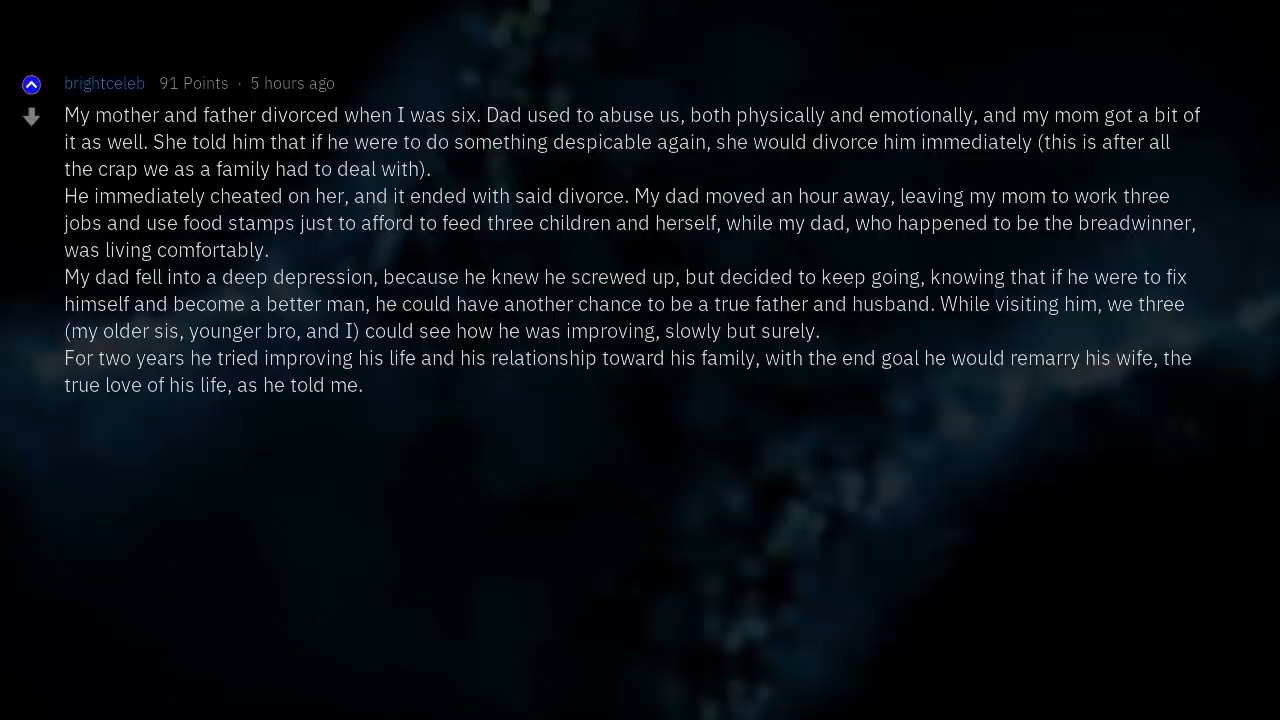 brightceleb 91 Points · 5 hours ago
My mother and father divorced when I was six. Dad used to abuse us, both physically and emotionally, and my mom got a bit of
it as well. She told him that if he were to do something despicable again, she would divorce him immediately (this is after all
the crap we as a family had to deal with).
He immediately cheated on her, and it ended with said divorce. My dad moved an hour away, leaving my mom to work three
jobs and use food stamps just to afford to feed three children and herself, while my dad, who happened to be the breadwinner,
was living comfortably.
My dad fell into a deep depression, because he knew he screwed up, but decided to keep going, knowing that if he were to fix
himself and become a better man, he could have another chance to be a true father and husband. While visiting him, we three
(my older sis, younger bro, and I) could see how he was improving, slowly but surely.
For two years he tried improving his life and his relationship toward his family, with the end goal he would remarry his wife, the
true love of his life, as he told me.